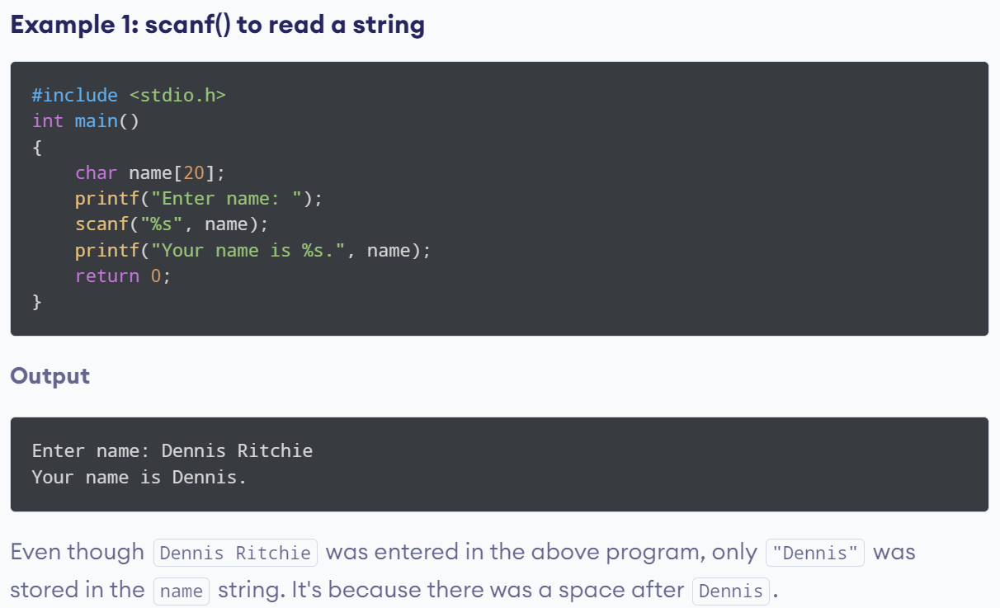 Example 1: scanf() to read a string
#include <stdio.h>
int main()
{
    char name[20];
    printf("Enter name: ");
    scanf("%s", name);
    printf("Your name is %s.", name);
    return 0;
}
Output
Enter name: Dennis Ritchie
Your name is Dennis.
Even though Dennis Ritchie was entered in the above program, only "Dennis" was
stored in the name string. It's because there was a space after Dennis.